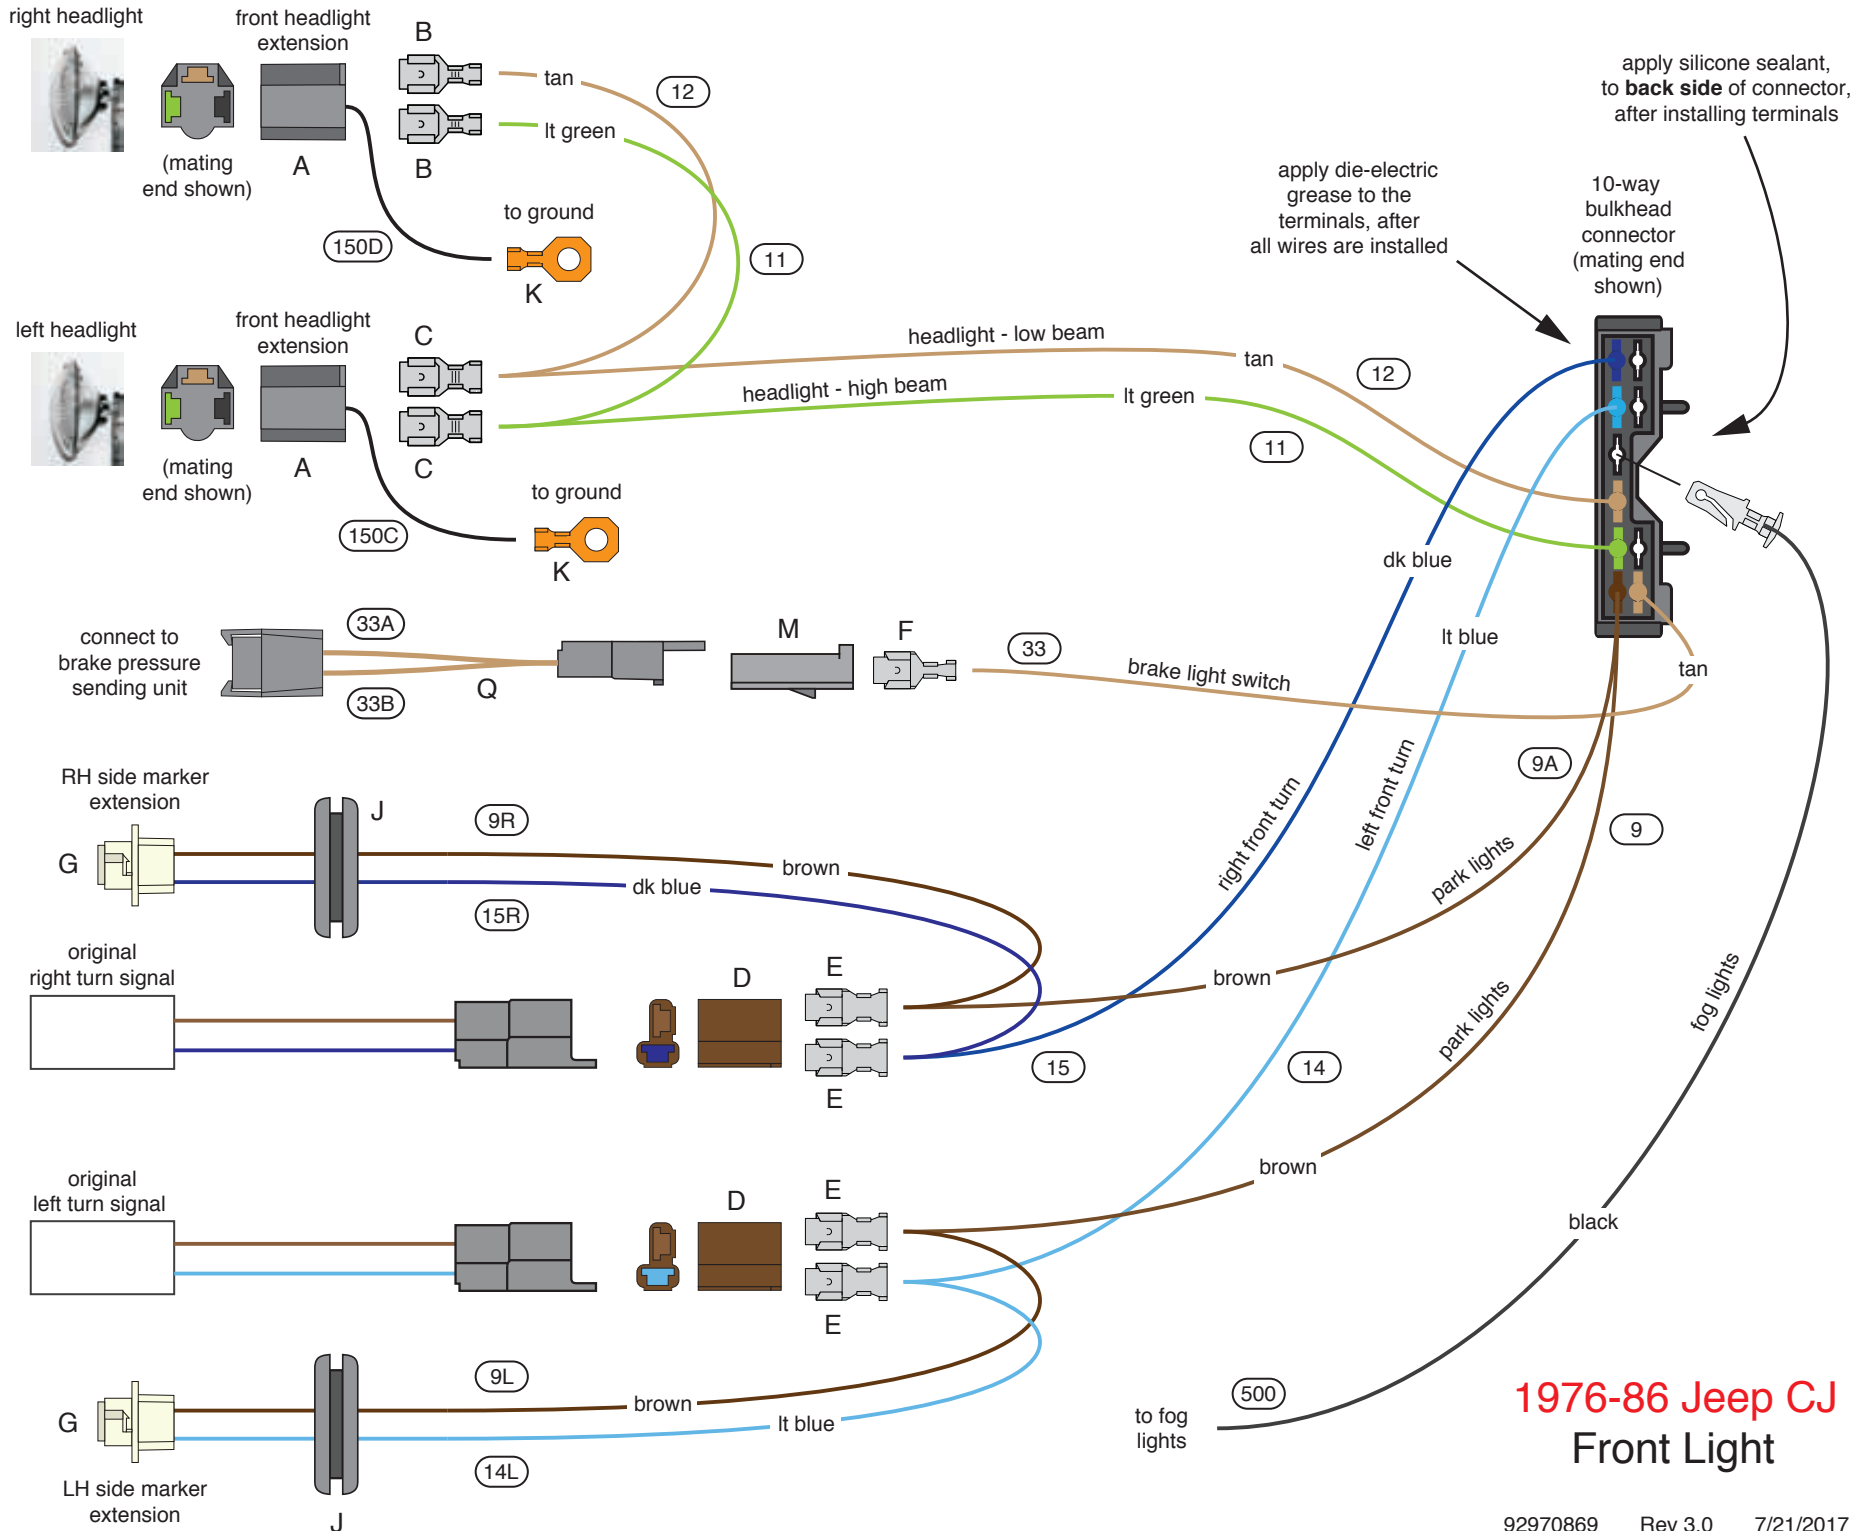 right headlight
front headlight
extension
B
tan
12
lt green
(mating
end shown)
A
B
150D
to ground
K
11
apply silicone sealant,
to back side of connector,
after installing terminals
apply die-electric
grease to the
terminals, after
all wires are installed
10-way
bulkhead
connector
(mating end
shown)
left headlight
front headlight
extension
C
headlight - low beam
tan
12
headlight - high beam
lt green
11
(mating
end shown)
A
C
150C
to ground
K
dk blue
lt blue
tan
connect to
brake pressure
sending unit
33A
33B
Q
M
F
33
brake light switch
RH side marker
extension
G
J
9R
brown
dk blue
15R
right front turn
left front turn
9A
9
park lights
park lights
fog lights
original
right turn signal
D
E
E
brown
15
14
original
left turn signal
D
E
E
brown
black
9L
brown
lt blue
14L
G
LH side marker
extension
J
to fog
lights
500
1976-86 Jeep CJ
Front Light
92970869 Rev 3.0 7/21/2017